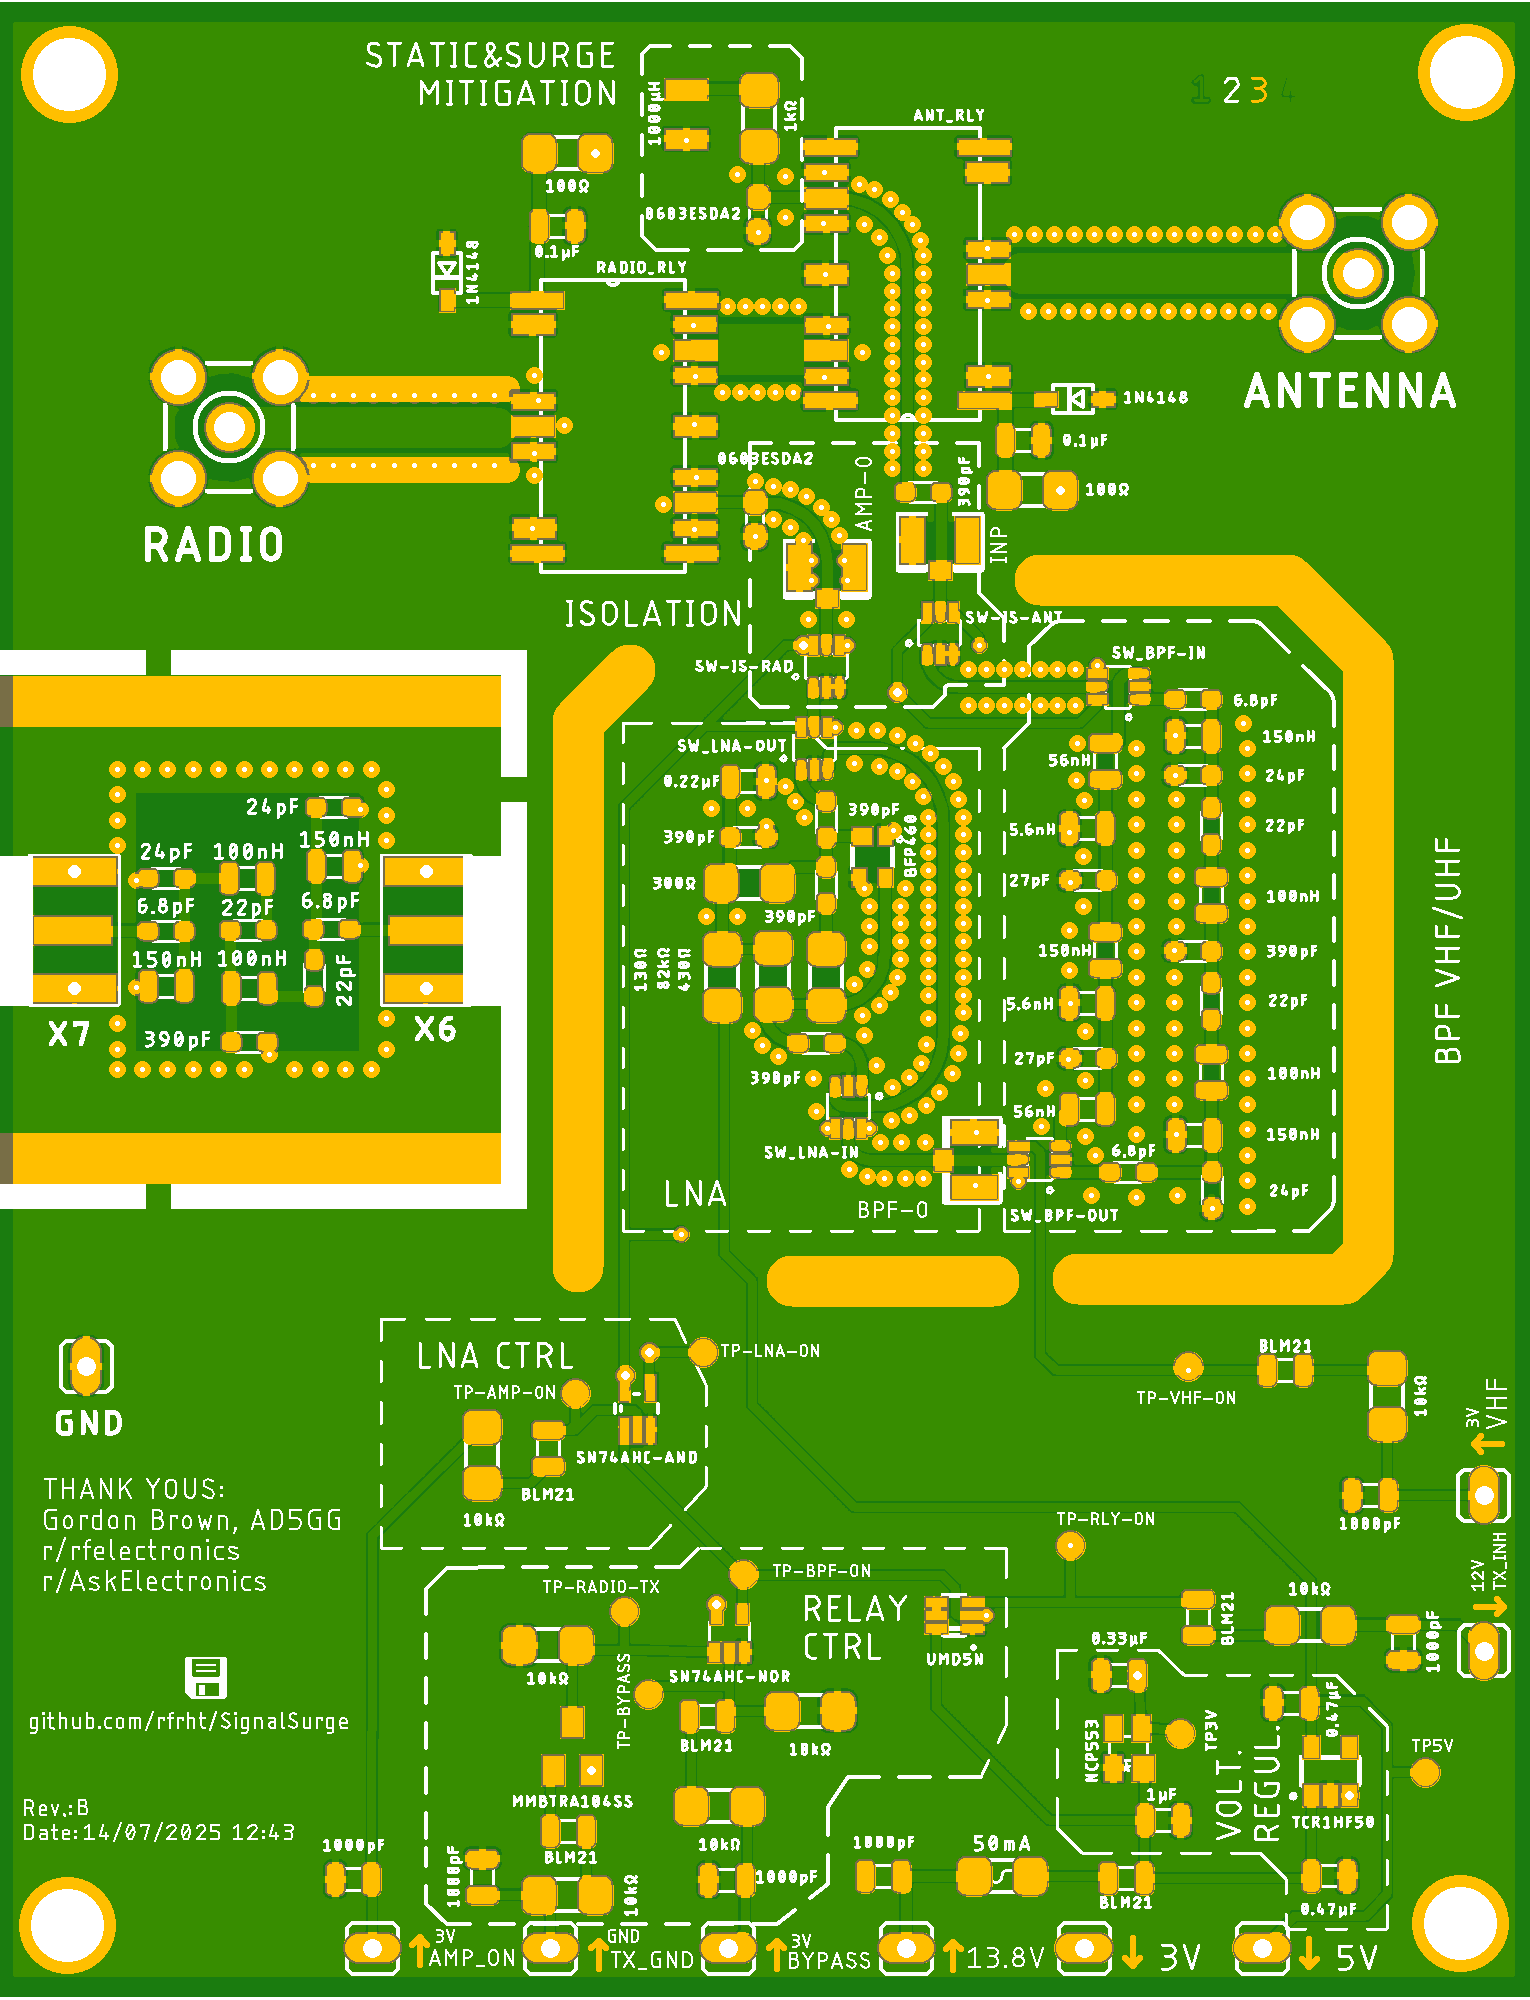 STATIC&SURGE
MITIGATION
1000µH
1kΩ
ANT_RLY
1 2 3 4
100Ω
0603ESDA2
0.1µF
1N4148
RADIO_RLY
ANTENNA
1N4148
0.1µF
100Ω
RADIO
0603ESDA2
AMP-O
390pF
INP
ISOLATION
SW-IS-ANT
SW-IS-RAD
SW_BPF-IN
6.8pF
150nH
24pF
56nH
22pF
5.6nH
27pF
100nH
150nH
390pF
5.6nH
22pF
27pF
100nH
56nH
150nH
6.8pF
24pF
SW_BPF-OUT
BPF VHF/UHF
SW_LNA-OUT
0.22µF
390pF
390pF
BFP460
300Ω
390pF
130Ω
82kΩ
430Ω
390pF
SW_LNA-IN
LNA
BPF-O
24pF
150nH
24pF
100nH
6.8pF
22pF
6.8pF
150nH
100nH
22pF
390pF
X7
X6
GND
LNA CTRL
TP-LNA-ON
TP-AMP-ON
SN74AHC-AND
BLM21
10kΩ
BLM21
TP-VHF-ON
10kΩ
3V
VHF
1000pF
THANK YOUS:
Gordon Brown, AD5GG
r/rfelectronics
r/AskElectronics
TP-RLY-ON
12V
TX_INH
TP-BPF-ON
TP-RADIO-TX
RELAY
CTRL
10kΩ
BLM21
1000pF
0.33µF
UMD5N
SN74AHC-NOR
10kΩ
TP-BYPASS
BLM21
10kΩ
NCP553
TP3V
VOLT.
REGUL.
0.47µF
TP5V
TCR1HF50
1µF
MMBTRA104SS
github.com/rfrht/SignalSurge
Rev.:B
Date:14/07/2025 12:43
1000pF
BLM21
1000pF
10kΩ
10kΩ
1000pF
1000pF
50mA
BLM21
0.47µF
3V
AMP_ON
GND
TX_GND
3V
BYPASS
13.8V
3V
5V